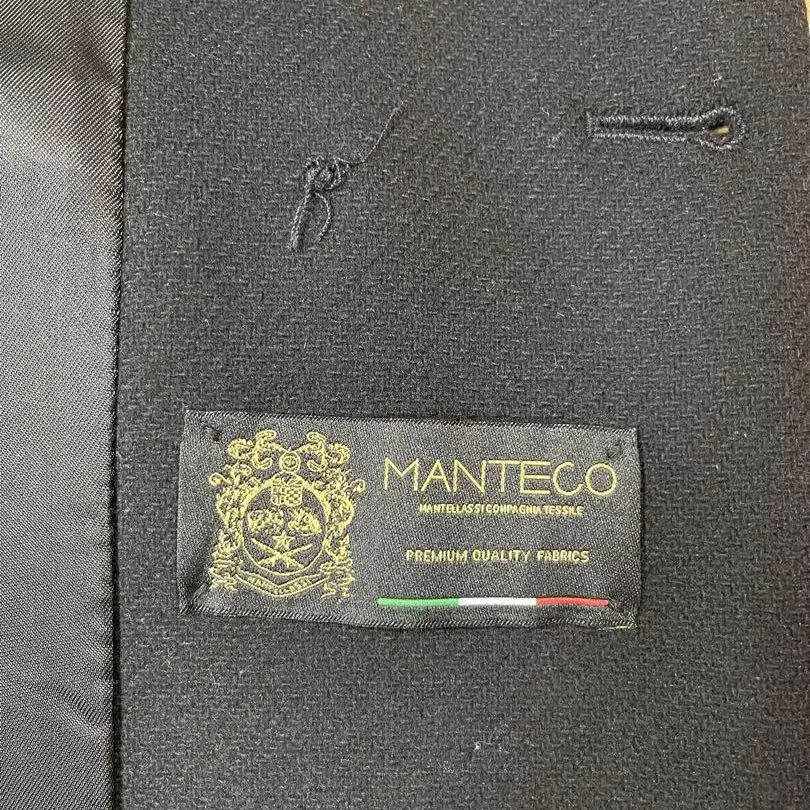 MANTECO
MANTELLASSI COMPAGNIA TESSILE
PREMIUM QUALITY FABRICS